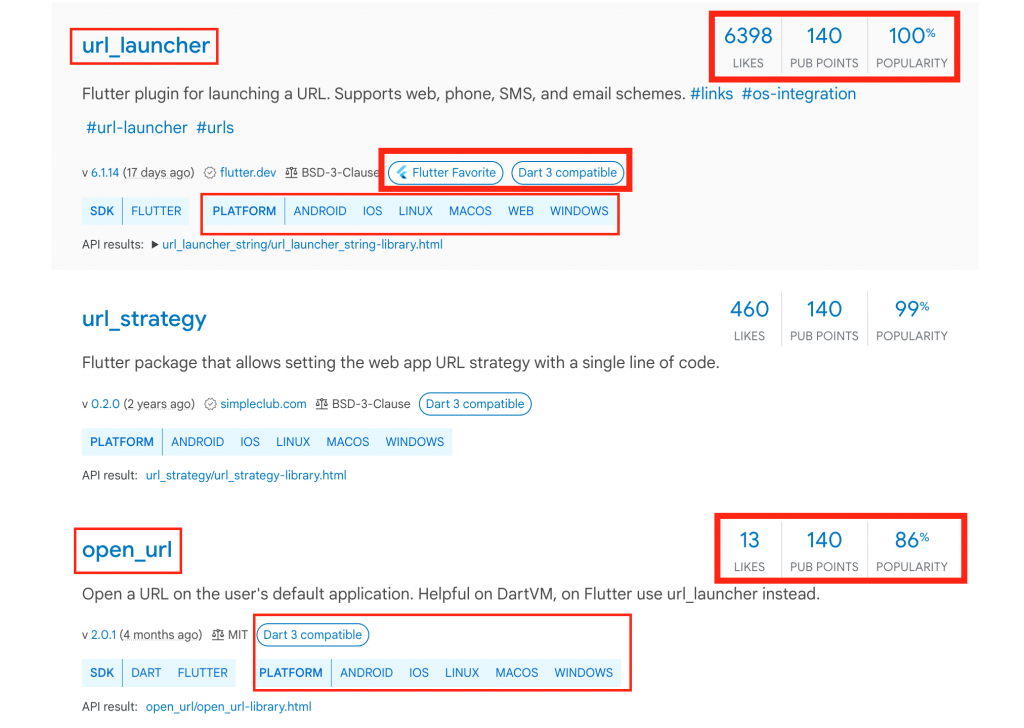 url_launcher
6398 140 100%
LIKES PUB POINTS POPULARITY
Flutter plugin for launching a URL. Supports web, phone, SMS, and email schemes. #links #os-integration
#url-launcher #urls
v 6.1.14 (17 days ago) flutter.dev BSD-3-Clause Flutter Favorite Dart 3 compatible
SDK FLUTTER PLATFORM ANDROID IOS LINUX MACOS WEB WINDOWS
API results: ▶ url_launcher_string/url_launcher_string-library.html
url_strategy
460 140 99%
LIKES PUB POINTS POPULARITY
Flutter package that allows setting the web app URL strategy with a single line of code.
v 0.2.0 (2 years ago) simpleclub.com BSD-3-Clause Dart 3 compatible
PLATFORM ANDROID IOS LINUX MACOS WINDOWS
API result: url_strategy/url_strategy-library.html
open_url
13 140 86%
LIKES PUB POINTS POPULARITY
Open a URL on the user's default application. Helpful on DartVM, on Flutter use url_launcher instead.
v 2.0.1 (4 months ago) MIT Dart 3 compatible
SDK DART FLUTTER PLATFORM ANDROID IOS LINUX MACOS WINDOWS
API result: open_url/open_url-library.html